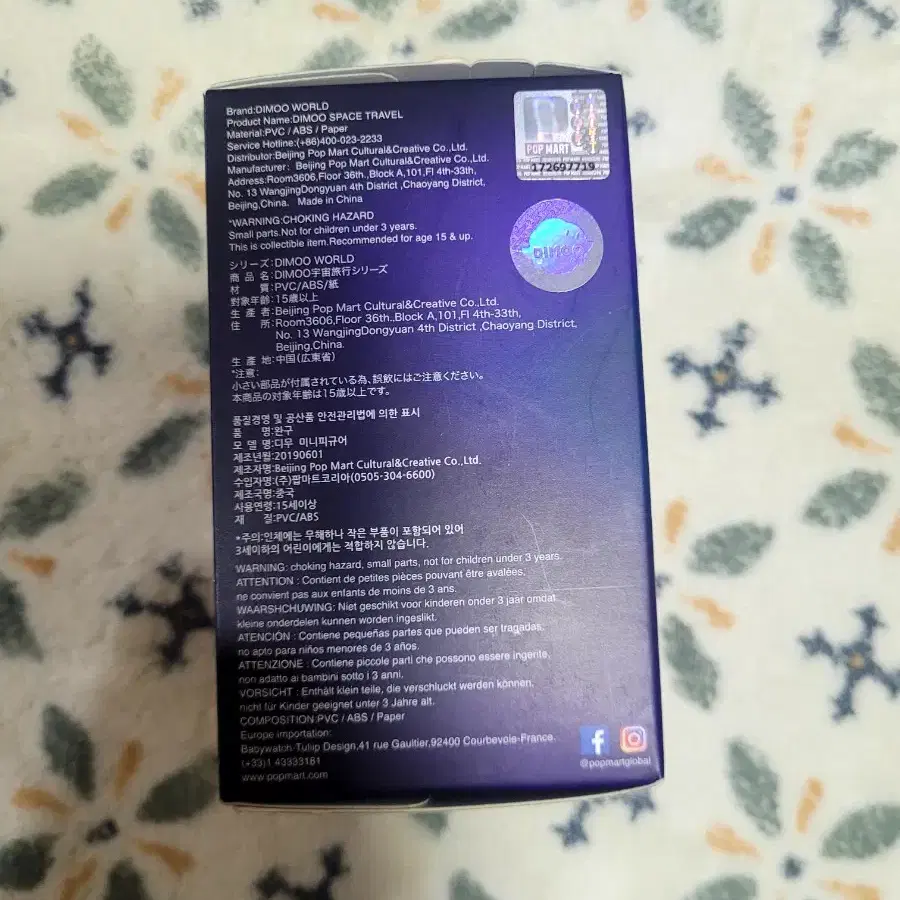 Brand:DIMOO WORLD
Product Name:DIMOO SPACE TRAVEL
Material:PVC / ABS / Paper
Service Hotline:(+86)400-023-2233
Distributor:Beijing Pop Mart Cultural&Creative Co.,Ltd.
Manufacturer: Beijing Pop Mart Cultural&Creative Co.,Ltd.
Address:Room3606,Floor 36th.,Block A,101,Fl 4th-33th,
No. 13 WangjingDongyuan 4th District ,Chaoyang District,
Beijing,China. Made in China
POP MART
DIMOO
*WARNING:CHOKING HAZARD
Small parts.Not for children under 3 years.
This is collectible item.Recommended for age 15 & up.
シリーズ:DIMOO WORLD
商 品 名:DIMOO宇宙旅行シリーズ
材 質:PVC/ABS/紙
対象年齢:15歳以上
生 産 者:Beijing Pop Mart Cultural&Creative Co.,Ltd.
住 所:Room3606,Floor 36th.,Block A,101,Fl 4th-33th,
No. 13 WangjingDongyuan 4th District ,Chaoyang District,
Beijing,China.
生 産 地:中国(広東省)
*注意:
小さい部品が付属されている為、誤飲にはご注意ください。
本商品の対象年齢は15歳以上です。
품질경영 및 공산품 안전관리법에 의한 표시
품 명:완구
모 델 명:디무 미니피규어
제조년월:20190601
제조자명:Beijing Pop Mart Cultural&Creative Co.,Ltd.
수입자명:(주)팝마트코리아(0505-304-6600)
제조국명:중국
사용연령:15세이상
재 질:PVC/ABS
*주의:인체에는 무해하나 작은 부품이 포함되어 있어
3세이하의 어린이에게는 적합하지 않습니다.
WARNING: choking hazard, small parts, not for children under 3 years.
ATTENTION : Contient de petites pièces pouvant être avalées.
ne convient pas aux enfants de moins de 3 ans.
WAARSHCHUWING: Niet geschikt voor kinderen onder 3 jaar omdat
kleine onderdelen kunnen worden ingeslikt.
ATENCIÓN : Contiene pequeñas partes que pueden ser tragadas.
no apto para niños menores de 3 años.
ATTENZIONE : Contiene piccole parti che possono essere ingerite.
non adatto ai bambini sotto i 3 anni.
VORSICHT : Enthält klein teile, die verschluckt werden können.
nicht für Kinder geeignet unter 3 Jahre alt.
COMPOSITION:PVC / ABS / Paper
Europe importation:
Babywatch-Tulip Design,41 rue Gaultier,92400 Courbevoie-France
(+33)1 43333181
www.popmart.com
@popmartglobal